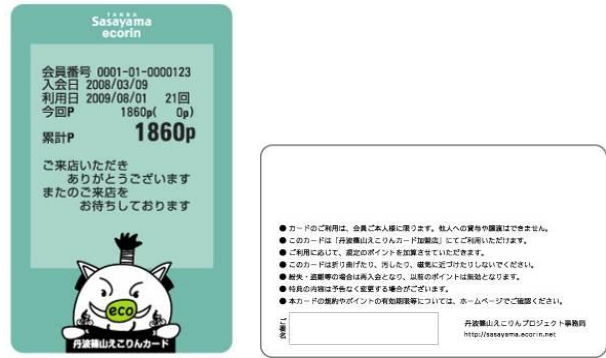 TANBA
Sasayama
ecorin
会員番号 0001-01-0000123
入会日 2008/03/09
利用日 2009/08/01 21回
今回P 1860p( 0p)
累計P 1860p
ご来店いただき
ありがとうございます
またのご来店を
お待ちしております
eco
丹波篠山えこりんカード
● カードのご利用は、会員ご本人様に限ります。他人への貸与や譲渡はできません。
● このカードは「丹波篠山えこりんカード加盟店」にてご利用いただけます。
● ご利用に応じて、規定のポイントを加算させていただきます。
● このカードは折り曲げたり、汚したり、磁気に近づけたりしないでください。
● 紛失・盗難等の場合は再入会となり、以前のポイントは無効となります。
● 特典の内容は予告なく変更する場合がございます。
● 本カードの規約やポイントの有効期限等については、ホームページでご確認ください。
ご署名
丹波篠山えこりんプロジェクト事務局
http://sasayama.ecorin.net